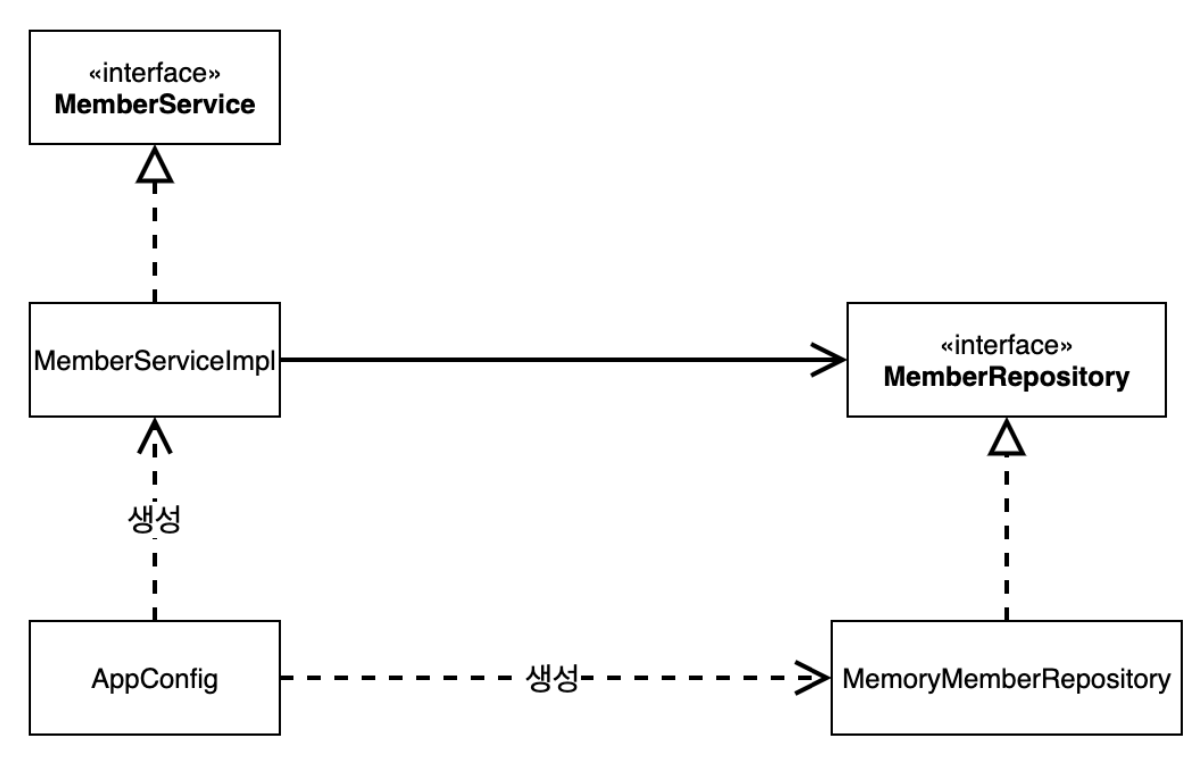 «interface»
MemberService
MemberServiceImpl
«interface»
MemberRepository
생성
AppConfig
생성
MemoryMemberRepository